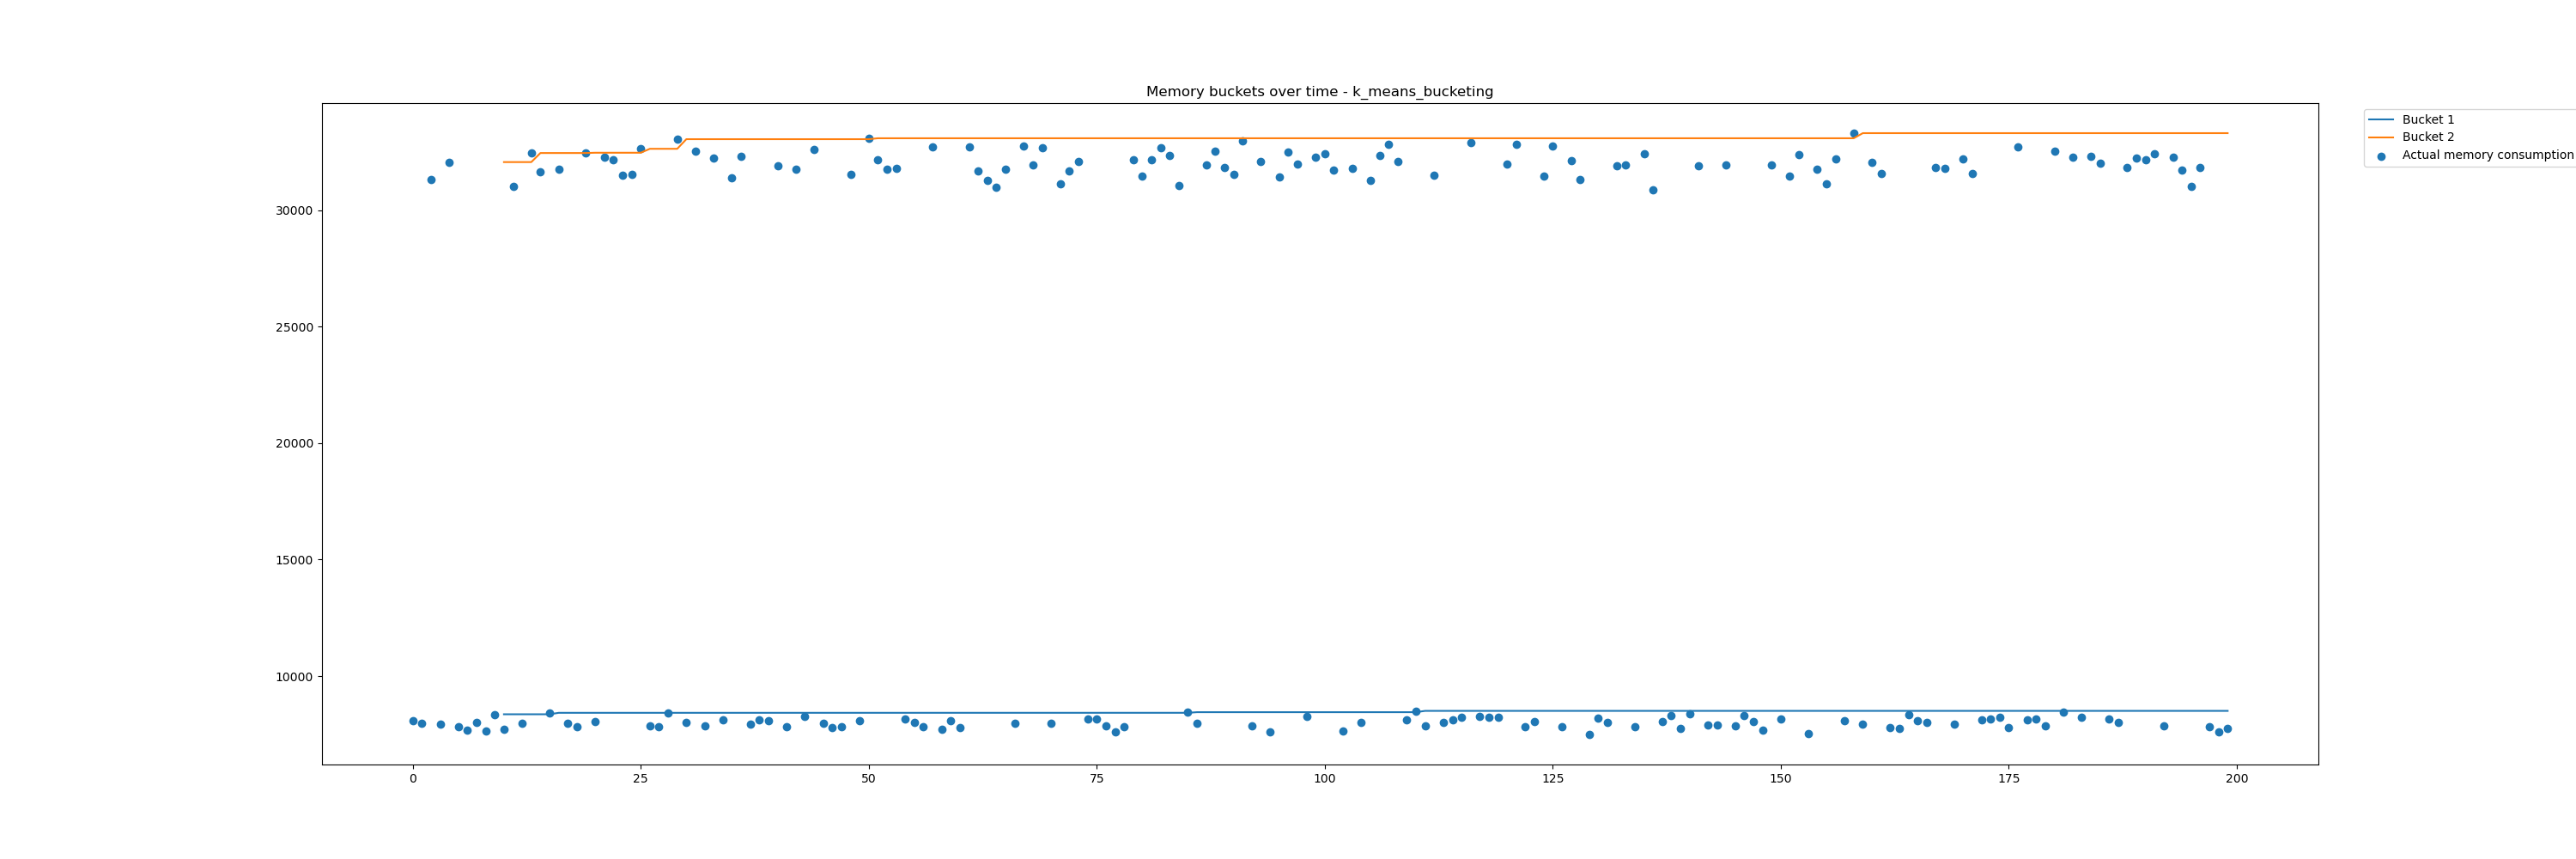 Memory buckets over time - k_means_bucketing
Bucket 1
Bucket 2
Actual memory consumption
30000
25000
20000
15000
10000
0 25 50 75 100 125 150 175 200